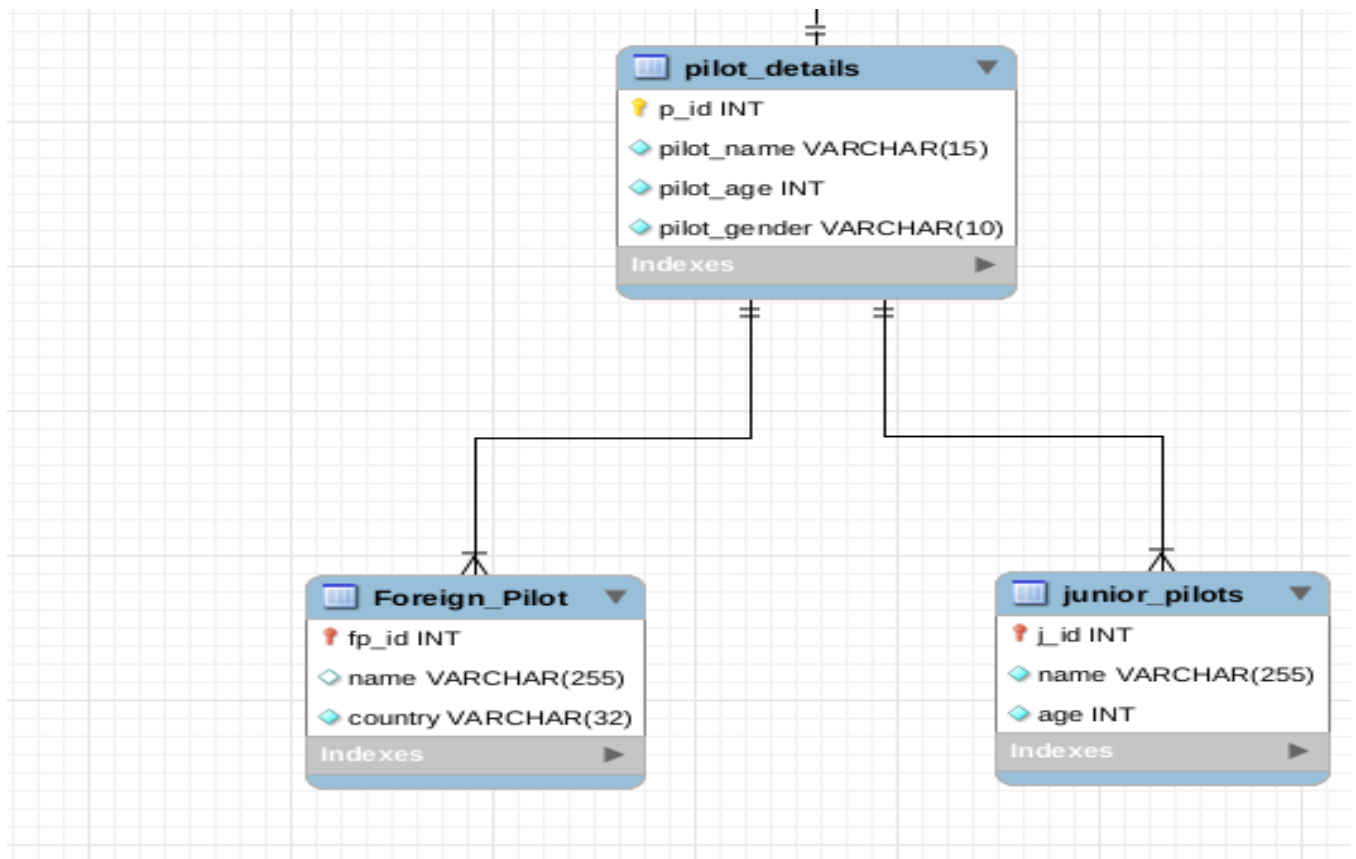 pilot_details
p_id INT
pilot_name VARCHAR(15)
pilot_age INT
pilot_gender VARCHAR(10)
Indexes
Foreign_Pilot
fp_id INT
name VARCHAR(255)
country VARCHAR(32)
Indexes
junior_pilots
j_id INT
name VARCHAR(255)
age INT
Indexes